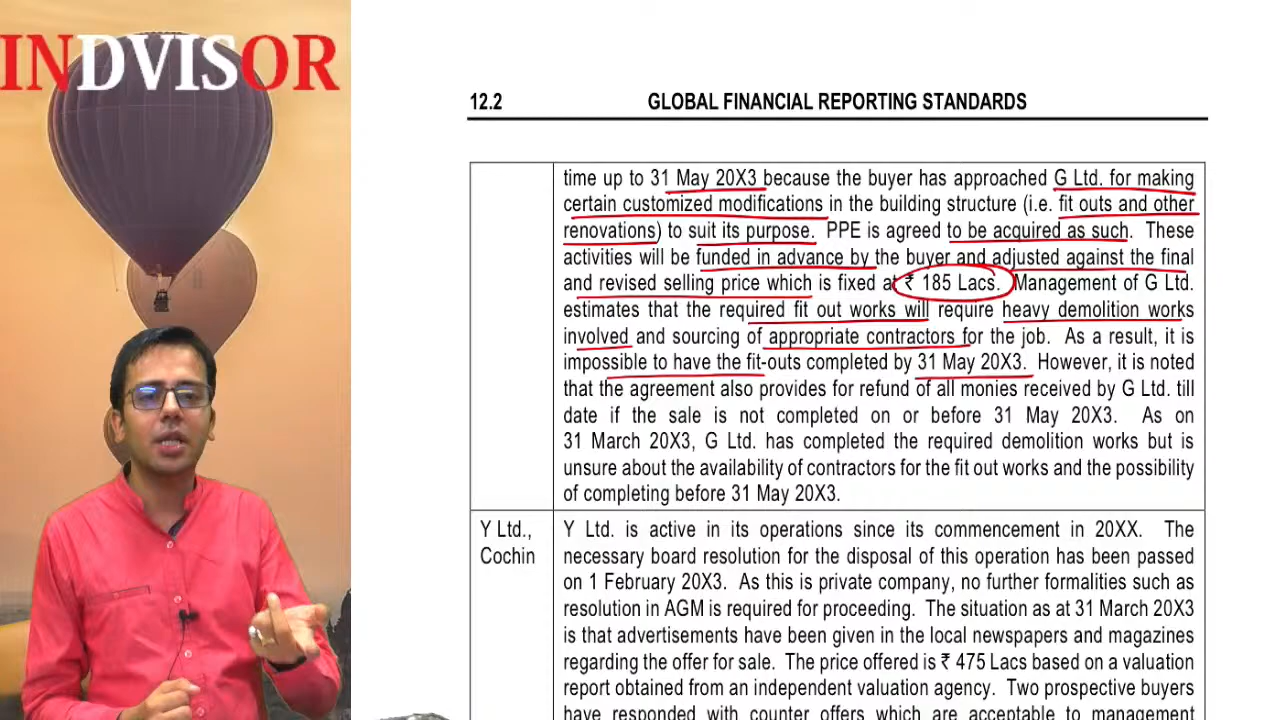 INDVISOR
12.2 GLOBAL FINANCIAL REPORTING STANDARDS
time up to 31 May 20X3 because the buyer has approached G Ltd. for making
certain customized modifications in the building structure (i.e. fit outs and other
renovations) to suit its purpose. PPE is agreed to be acquired as such. These
activities will be funded in advance by the buyer and adjusted against the final
and revised selling price which is fixed at ₹ 185 Lacs. Management of G Ltd.
estimates that the required fit out works will require heavy demolition works
involved and sourcing of appropriate contractors for the job. As a result, it is
impossible to have the fit-outs completed by 31 May 20X3. However, it is noted
that the agreement also provides for refund of all monies received by G Ltd. till
date if the sale is not completed on or before 31 May 20X3. As on
31 March 20X3, G Ltd. has completed the required demolition works but is
unsure about the availability of contractors for the fit out works and the possibility
of completing before 31 May 20X3.
Y Ltd.,
Cochin
Y Ltd. is active in its operations since its commencement in 20XX. The
necessary board resolution for the disposal of this operation has been passed
on 1 February 20X3. As this is private company, no further formalities such as
resolution in AGM is required for proceeding. The situation as at 31 March 20X3
is that advertisements have been given in the local newspapers and magazines
regarding the offer for sale. The price offered is ₹ 475 Lacs based on a valuation
report obtained from an independent valuation agency. Two prospective buyers
have responded with counter offers which are acceptable to management